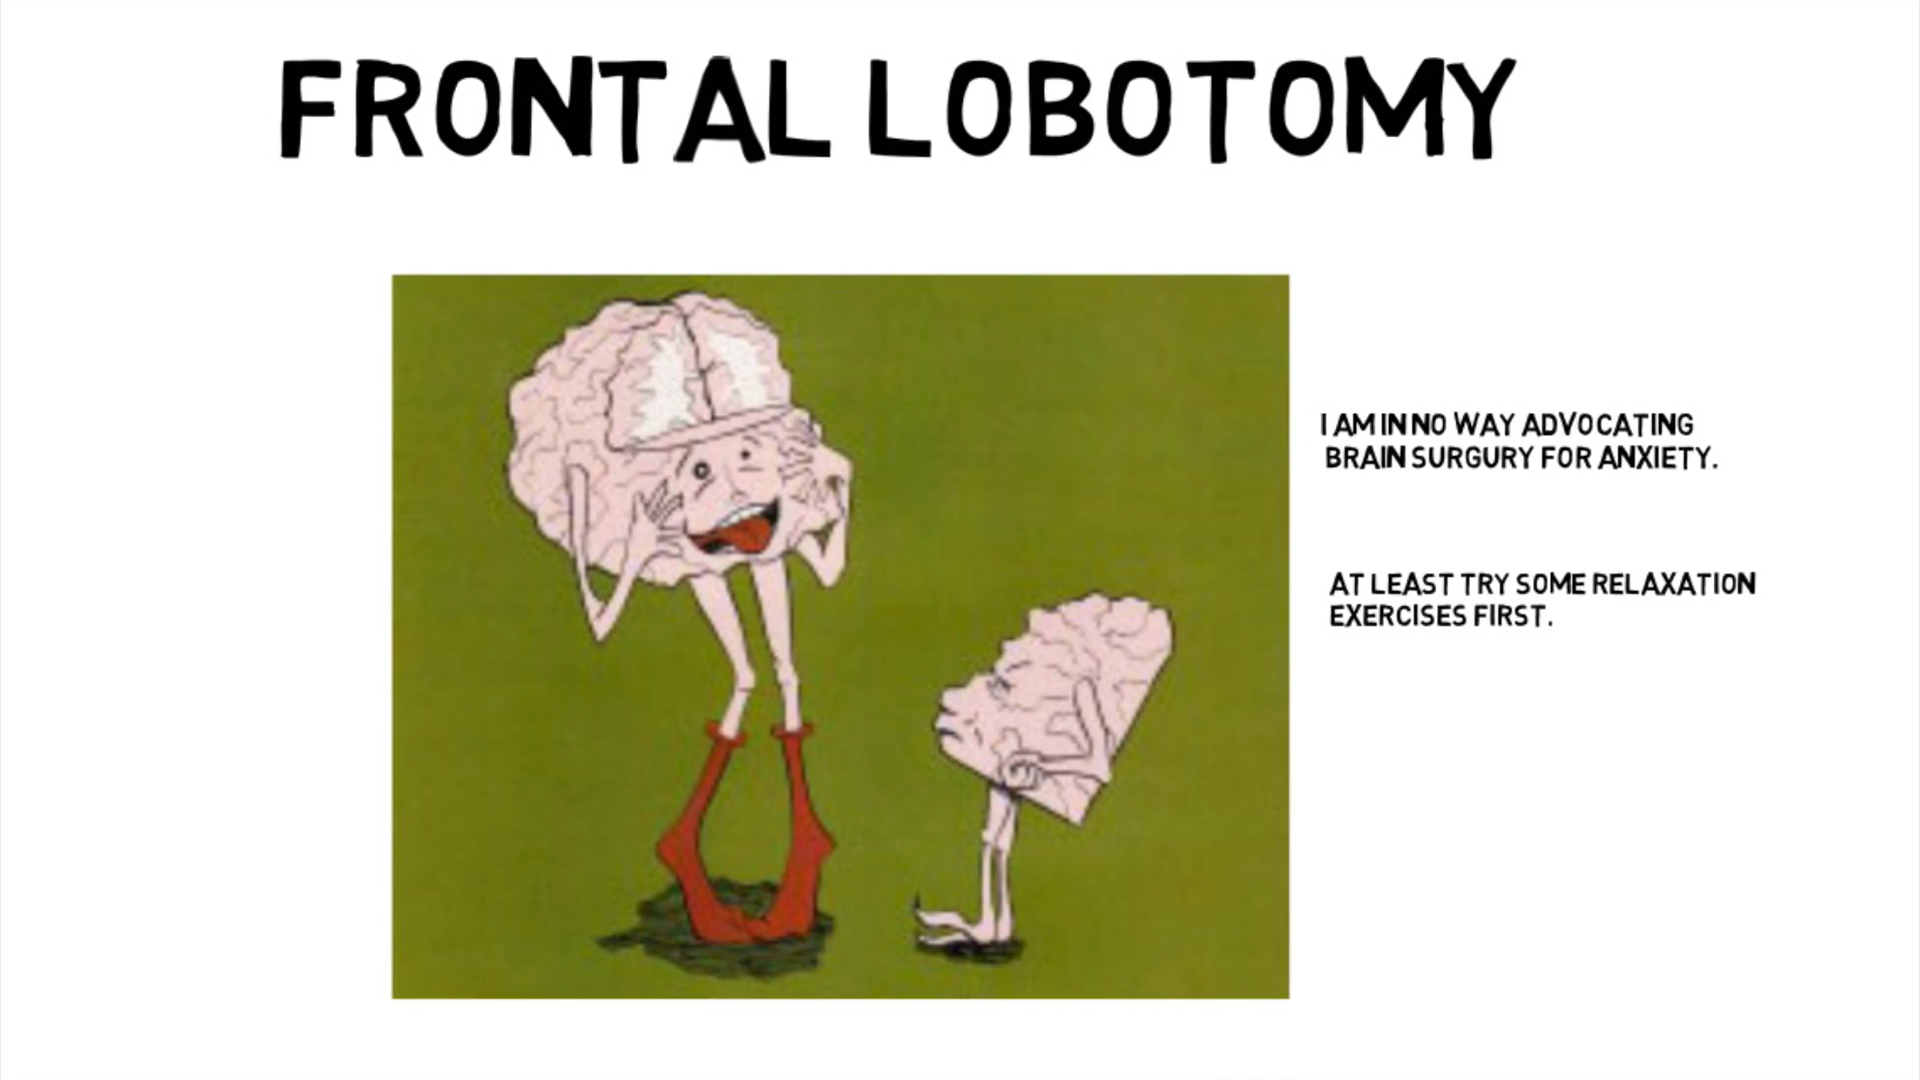 FRONTAL LOBOTOMY
I AM IN NO WAY ADVOCATING
BRAIN SURGURY FOR ANXIETY.
AT LEAST TRY SOME RELAXATION
EXERCISES FIRST.